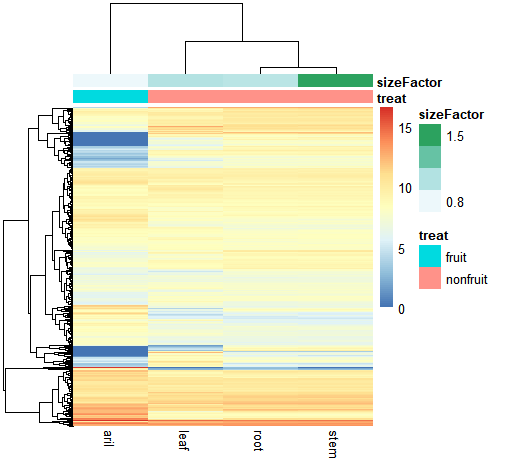 sizeFactor
treat
15
10
5
0
sizeFactor
1.5
0.8
treat
fruit
nonfruit
aril
leaf
root
stem